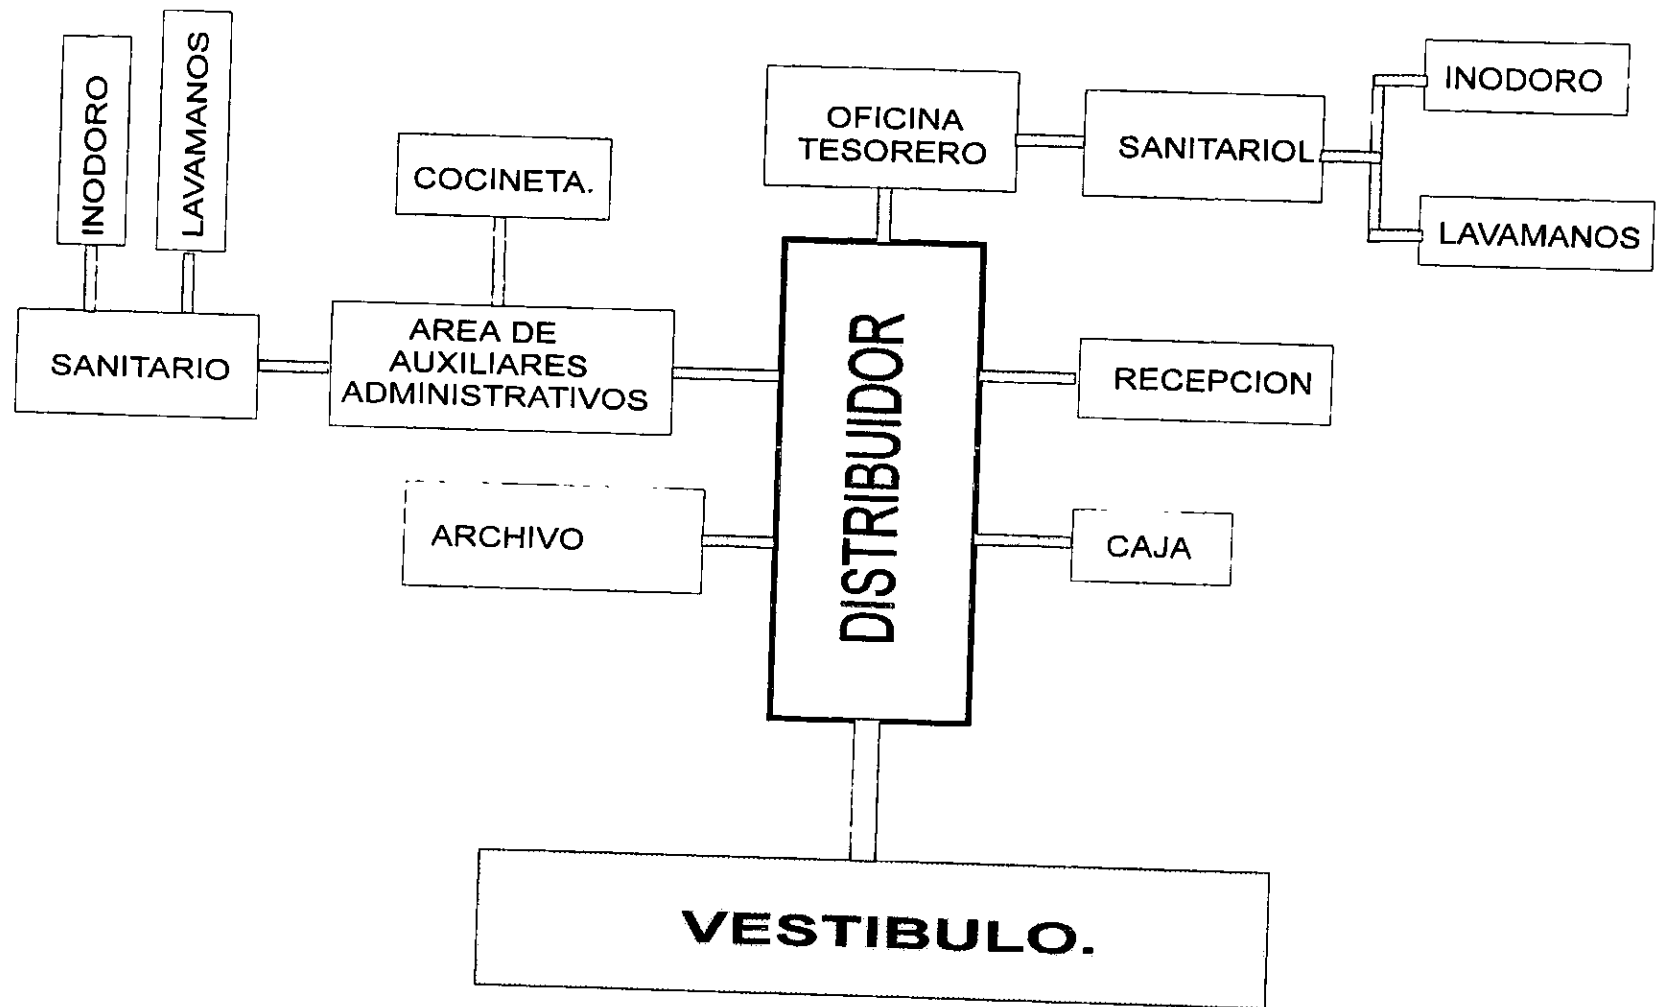 INODORO
LAVAMANOS
COCINETA.
OFICINA
TESORERO
SANITARIOL
INODORO
LAVAMANOS
SANITARIO
AREA DE
AUXILIARES
ADMINISTRATIVOS
DISTRIBUIDOR
RECEPCION
ARCHIVO
CAJA
VESTIBULO.